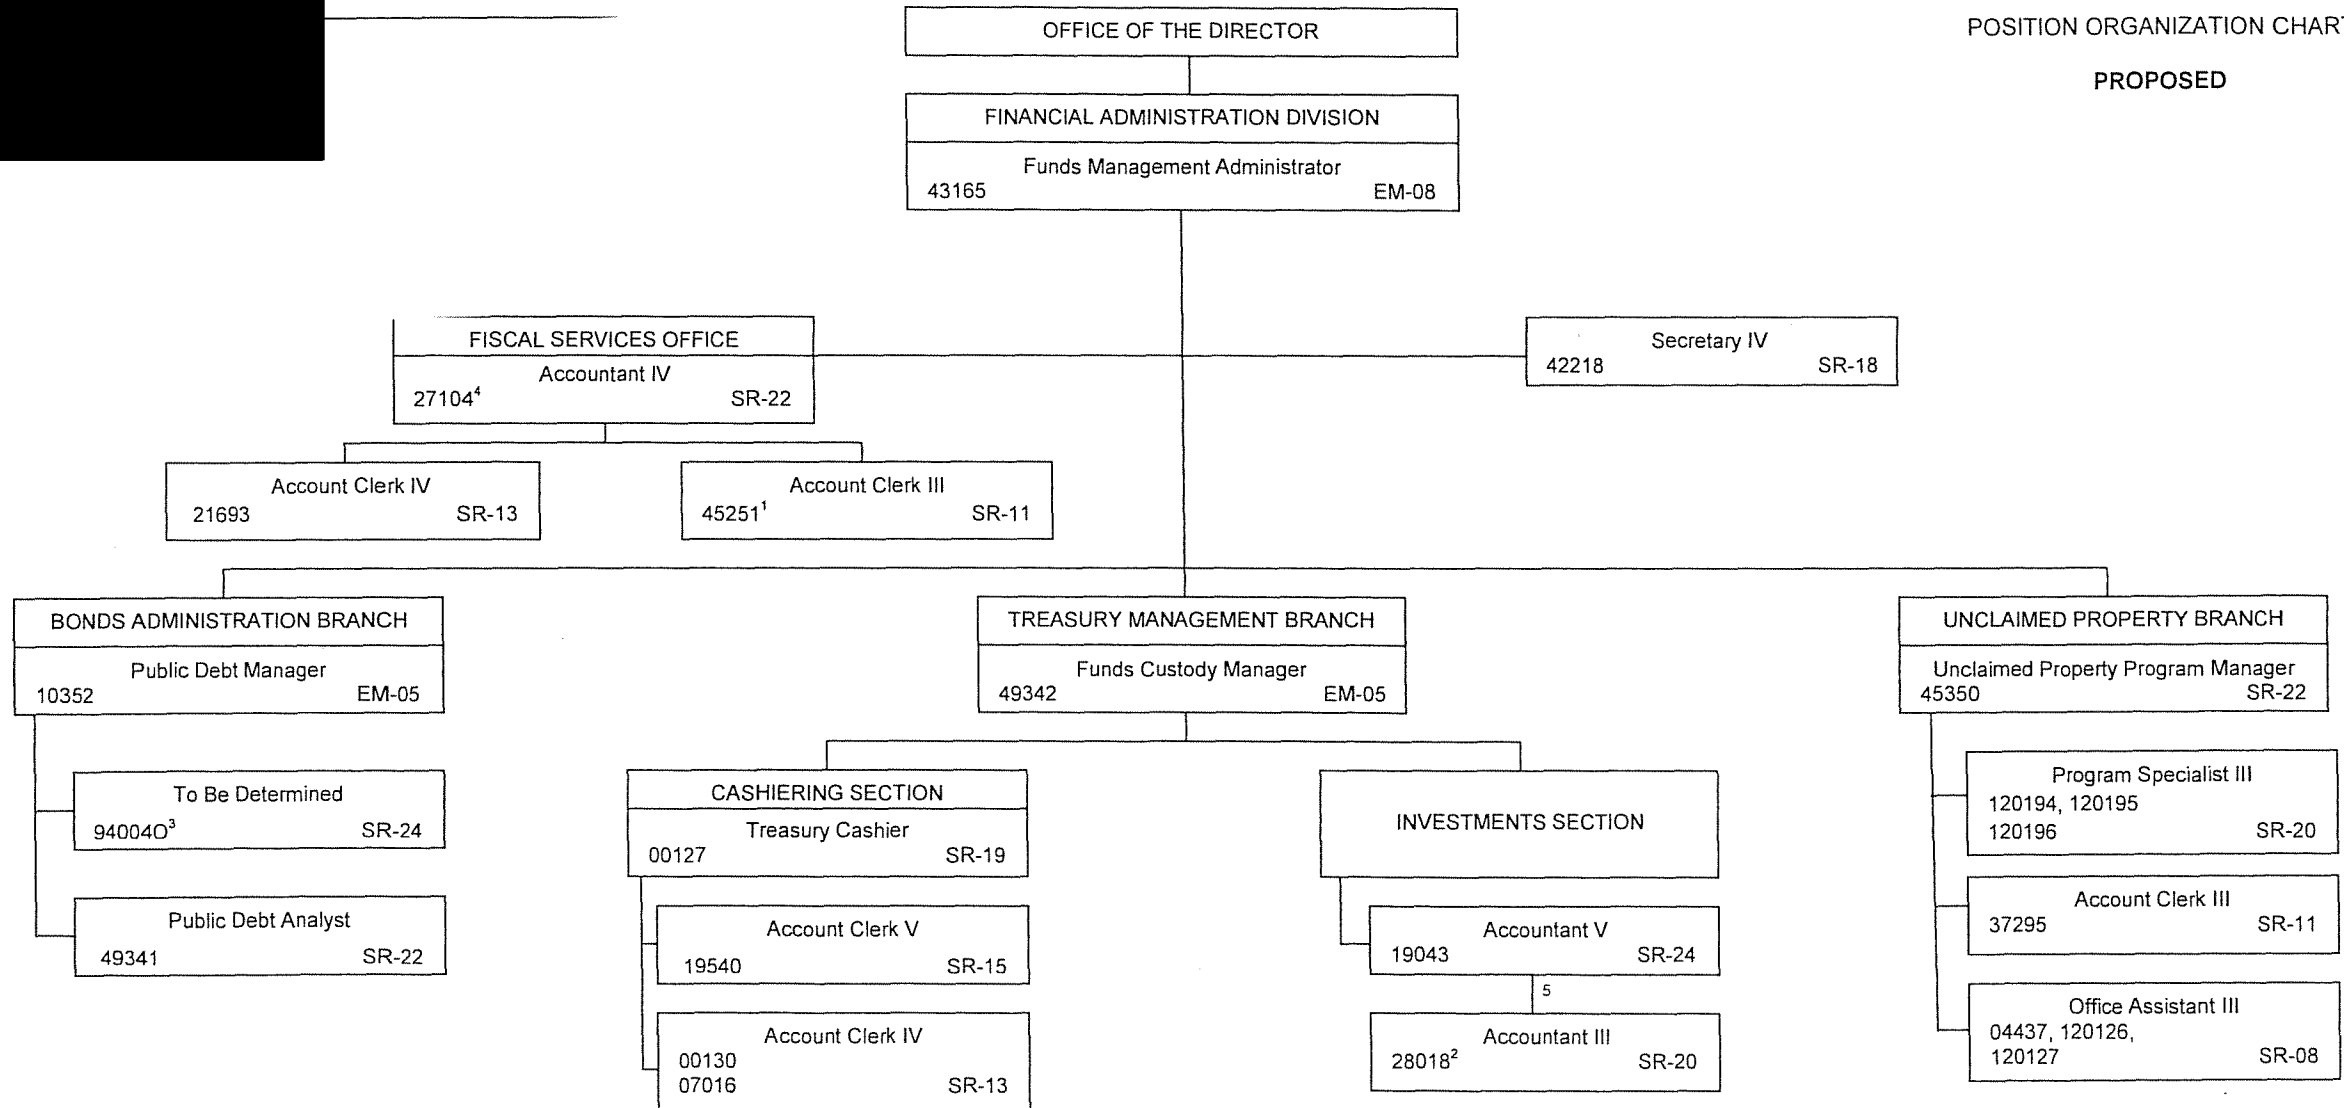 POSITION ORGANIZATION CHAR
PROPOSED
OFFICE OF THE DIRECTOR
FINANCIAL ADMINISTRATION DIVISION
Funds Management Administrator
43165 EM-08
FISCAL SERVICES OFFICE
Accountant IV
27104⁴ SR-22
Secretary IV
42218 SR-18
Account Clerk IV
21693 SR-13
Account Clerk III
45251¹ SR-11
BONDS ADMINISTRATION BRANCH
Public Debt Manager
10352 EM-05
To Be Determined
94004O³ SR-24
Public Debt Analyst
49341 SR-22
TREASURY MANAGEMENT BRANCH
Funds Custody Manager
49342 EM-05
CASHIERING SECTION
Treasury Cashier
00127 SR-19
Account Clerk V
19540 SR-15
Account Clerk IV
00130
07016 SR-13
INVESTMENTS SECTION
Accountant V
19043 SR-24
5
Accountant III
28018² SR-20
UNCLAIMED PROPERTY BRANCH
Unclaimed Property Program Manager
45350 SR-22
Program Specialist III
120194, 120195
120196 SR-20
Account Clerk III
37295 SR-11
Office Assistant III
04437, 120126,
120127 SR-08